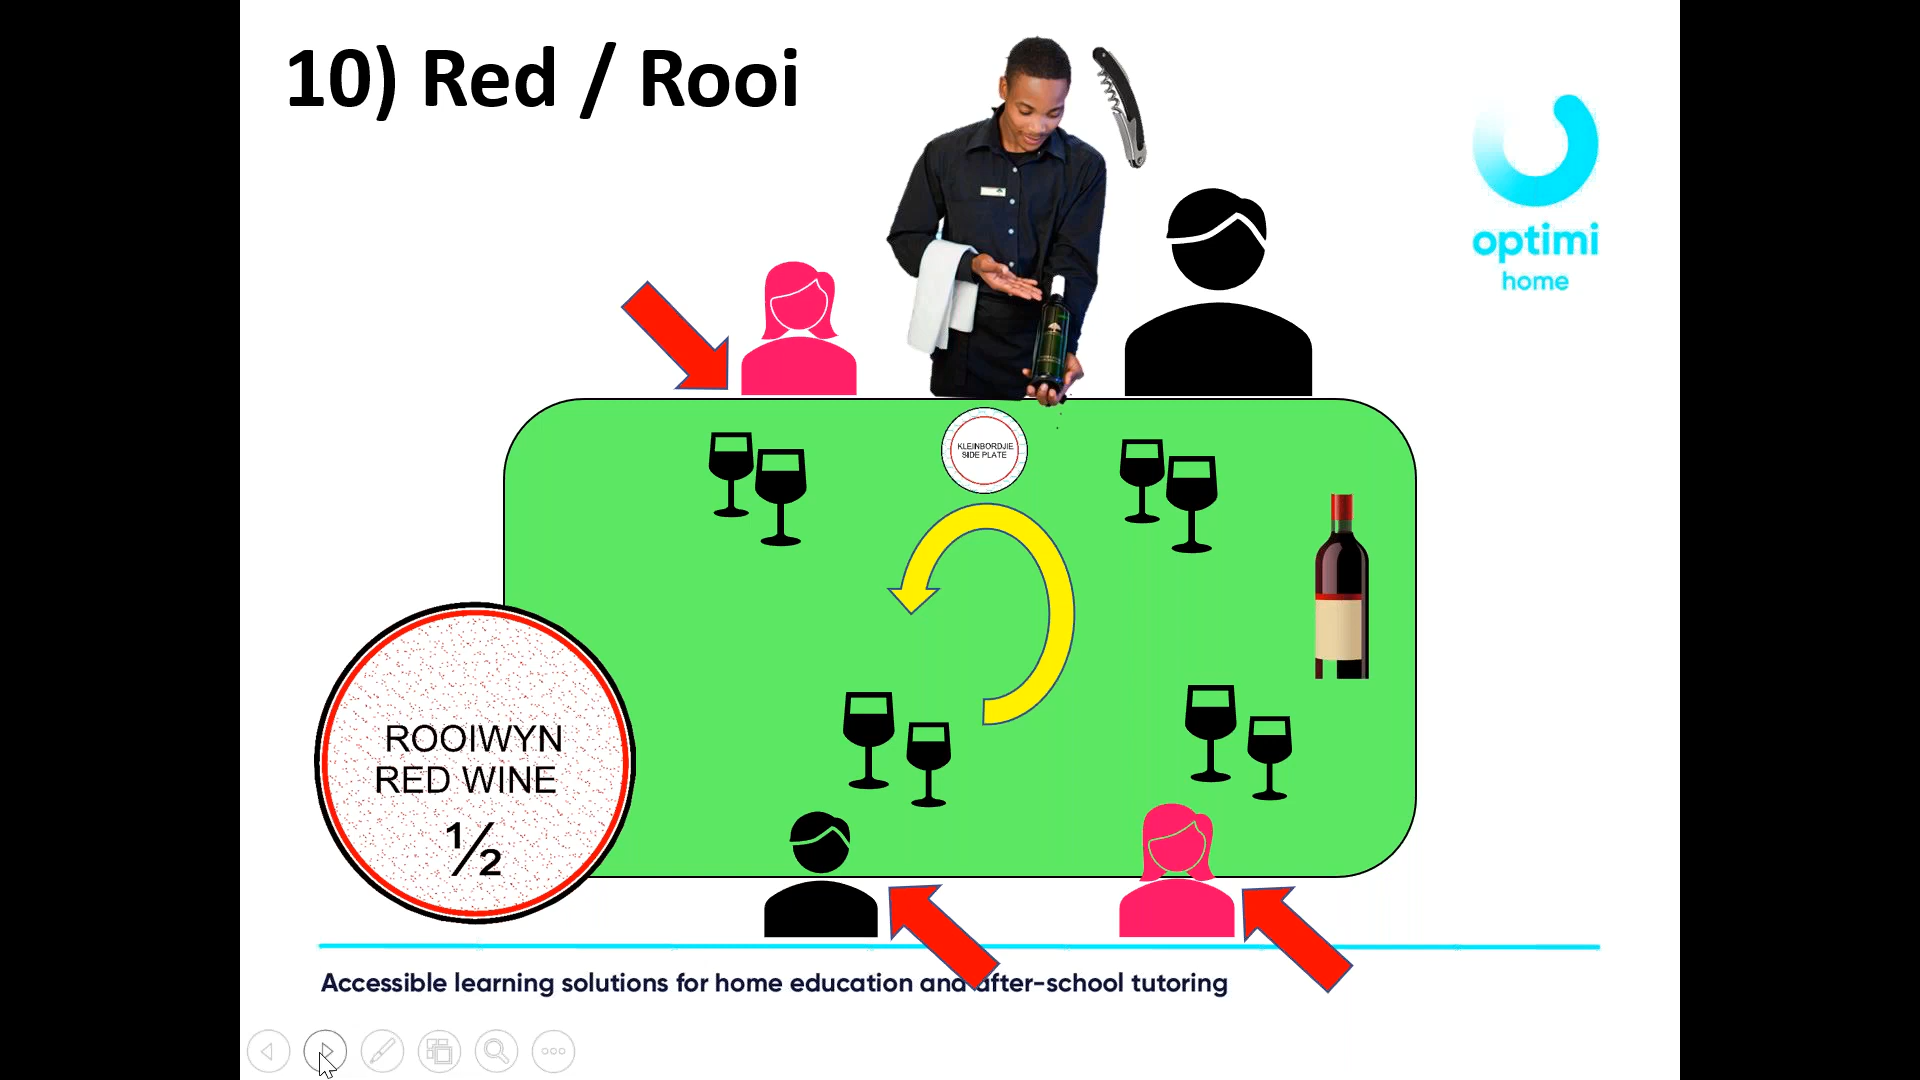 10) Red / Rooi
optimi
home
KLEINBORDJIE
SIDE PLATE
ROOIWYN
RED WINE
½
Accessible learning solutions for home education and after-school tutoring